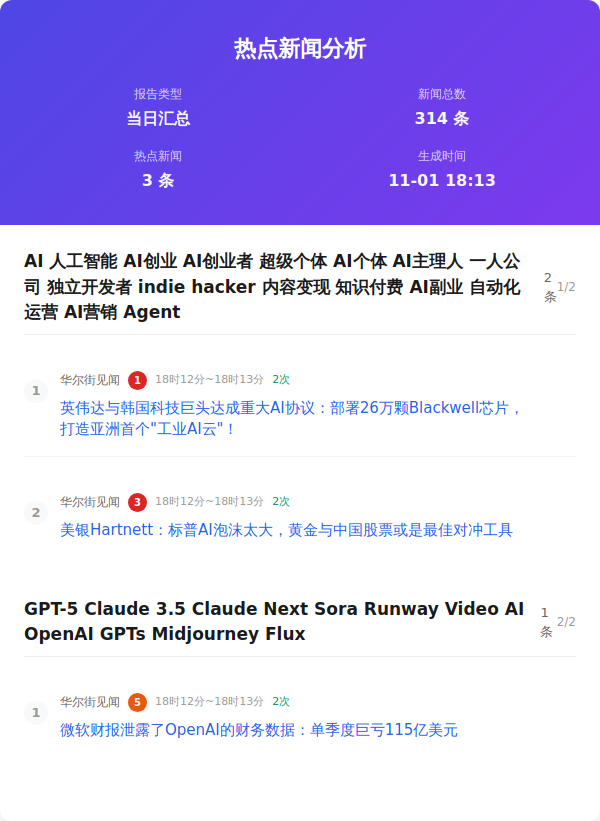 热点新闻分析
报告类型
当日汇总
新闻总数
314 条
热点新闻
3 条
生成时间
11-01 18:13
AI 人工智能 AI创业 AI创业者 超级个体 AI个体 AI主理人 一人公
司 独立开发者 indie hacker 内容变现 知识付费 AI副业 自动化
运营 AI营销 Agent
2
条
1/2
1
华尔街见闻 1 18时12分~18时13分 2次
英伟达与韩国科技巨头达成重大AI协议：部署26万颗Blackwell芯片，
打造亚洲首个"工业AI云"！
2
华尔街见闻 3 18时12分~18时13分 2次
美银Hartnett：标普AI泡沫太大，黄金与中国股票或是最佳对冲工具
GPT-5 Claude 3.5 Claude Next Sora Runway Video AI
OpenAI GPTs Midjourney Flux
1
条
2/2
1
华尔街见闻 5 18时12分~18时13分 2次
微软财报泄露了OpenAI的财务数据：单季度巨亏115亿美元